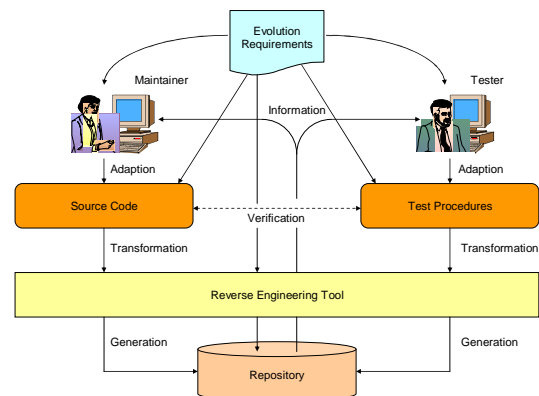 Evolution
Requirements
Maintainer
Tester
Information
Adaption
Adaption
Source Code
Test Procedures
Verification
Transformation
Transformation
Reverse Engineering Tool
Generation
Generation
Repository